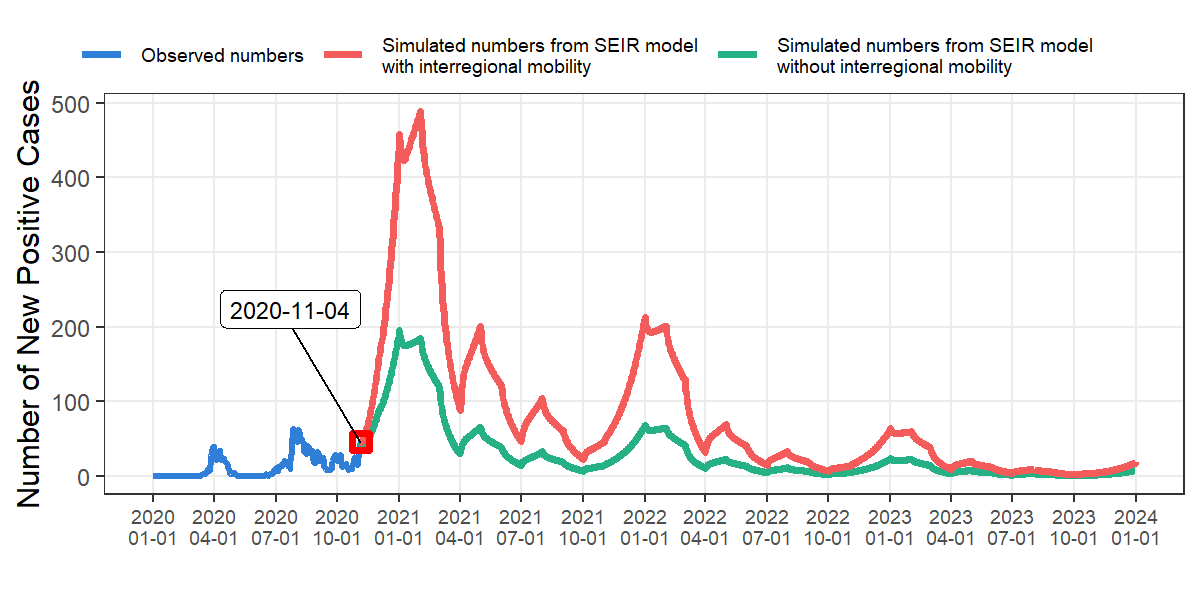 Observed numbers
Simulated numbers from SEIR model
with interregional mobility
Simulated numbers from SEIR model
without interregional mobility
Number of New Positive Cases
500
400
300
200
100
0
2020-11-04
2020 2020 2020 2020 2021 2021 2021 2021 2022 2022 2022 2022 2023 2023 2023 2023 2024
01-01 04-01 07-01 10-01 01-01 04-01 07-01 10-01 01-01 04-01 07-01 10-01 01-01 04-01 07-01 10-01 01-01